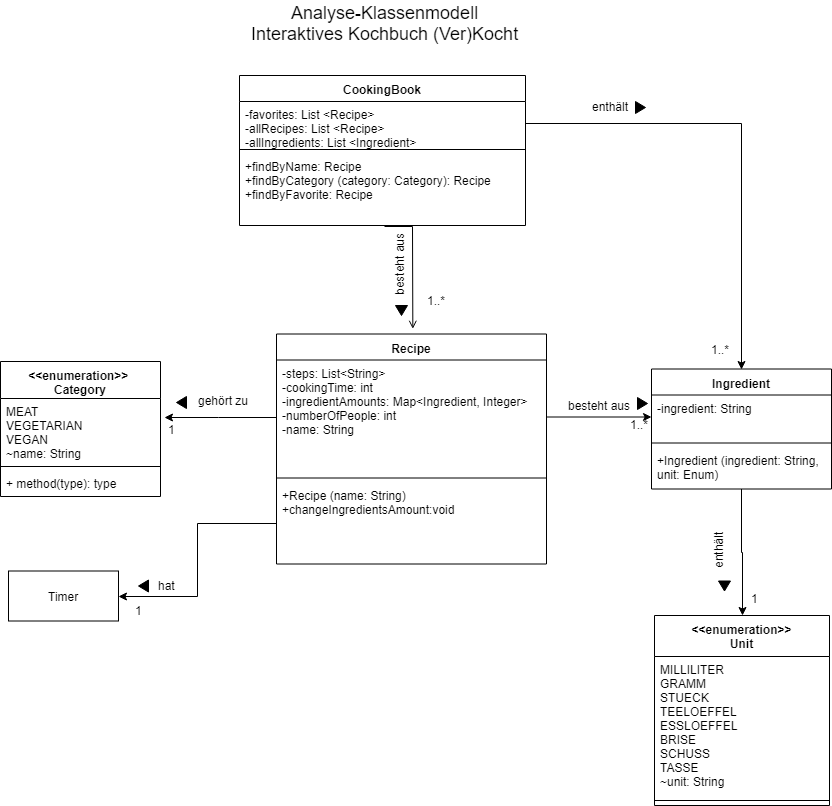 Analyse-Klassenmodell
Interaktives Kochbuch (Ver)Kocht
CookingBook
-favorites: List <Recipe>
-allRecipes: List <Recipe>
-allIngredients: List <Ingredient>
+findByName: Recipe
+findByCategory (category: Category): Recipe
+findByFavorite: Recipe
enthält
besteht aus
1..*
1..*
Recipe
-steps: List<String>
-cookingTime: int
-ingredientAmounts: Map<Ingredient, Integer>
-numberOfPeople: int
-name: String
+Recipe (name: String)
+changeIngredientsAmount:void
<<enumeration>>
Category
MEAT
VEGETARIAN
VEGAN
~name: String
+ method(type): type
gehört zu
1
besteht aus
1..*
Ingredient
-ingredient: String
+Ingredient (ingredient: String,
unit: Enum)
hat
1
Timer
enthält
1
<<enumeration>>
Unit
MILLILITER
GRAMM
STUECK
TEELOEFFEL
ESSLOEFFEL
BRISE
SCHUSS
TASSE
~unit: String